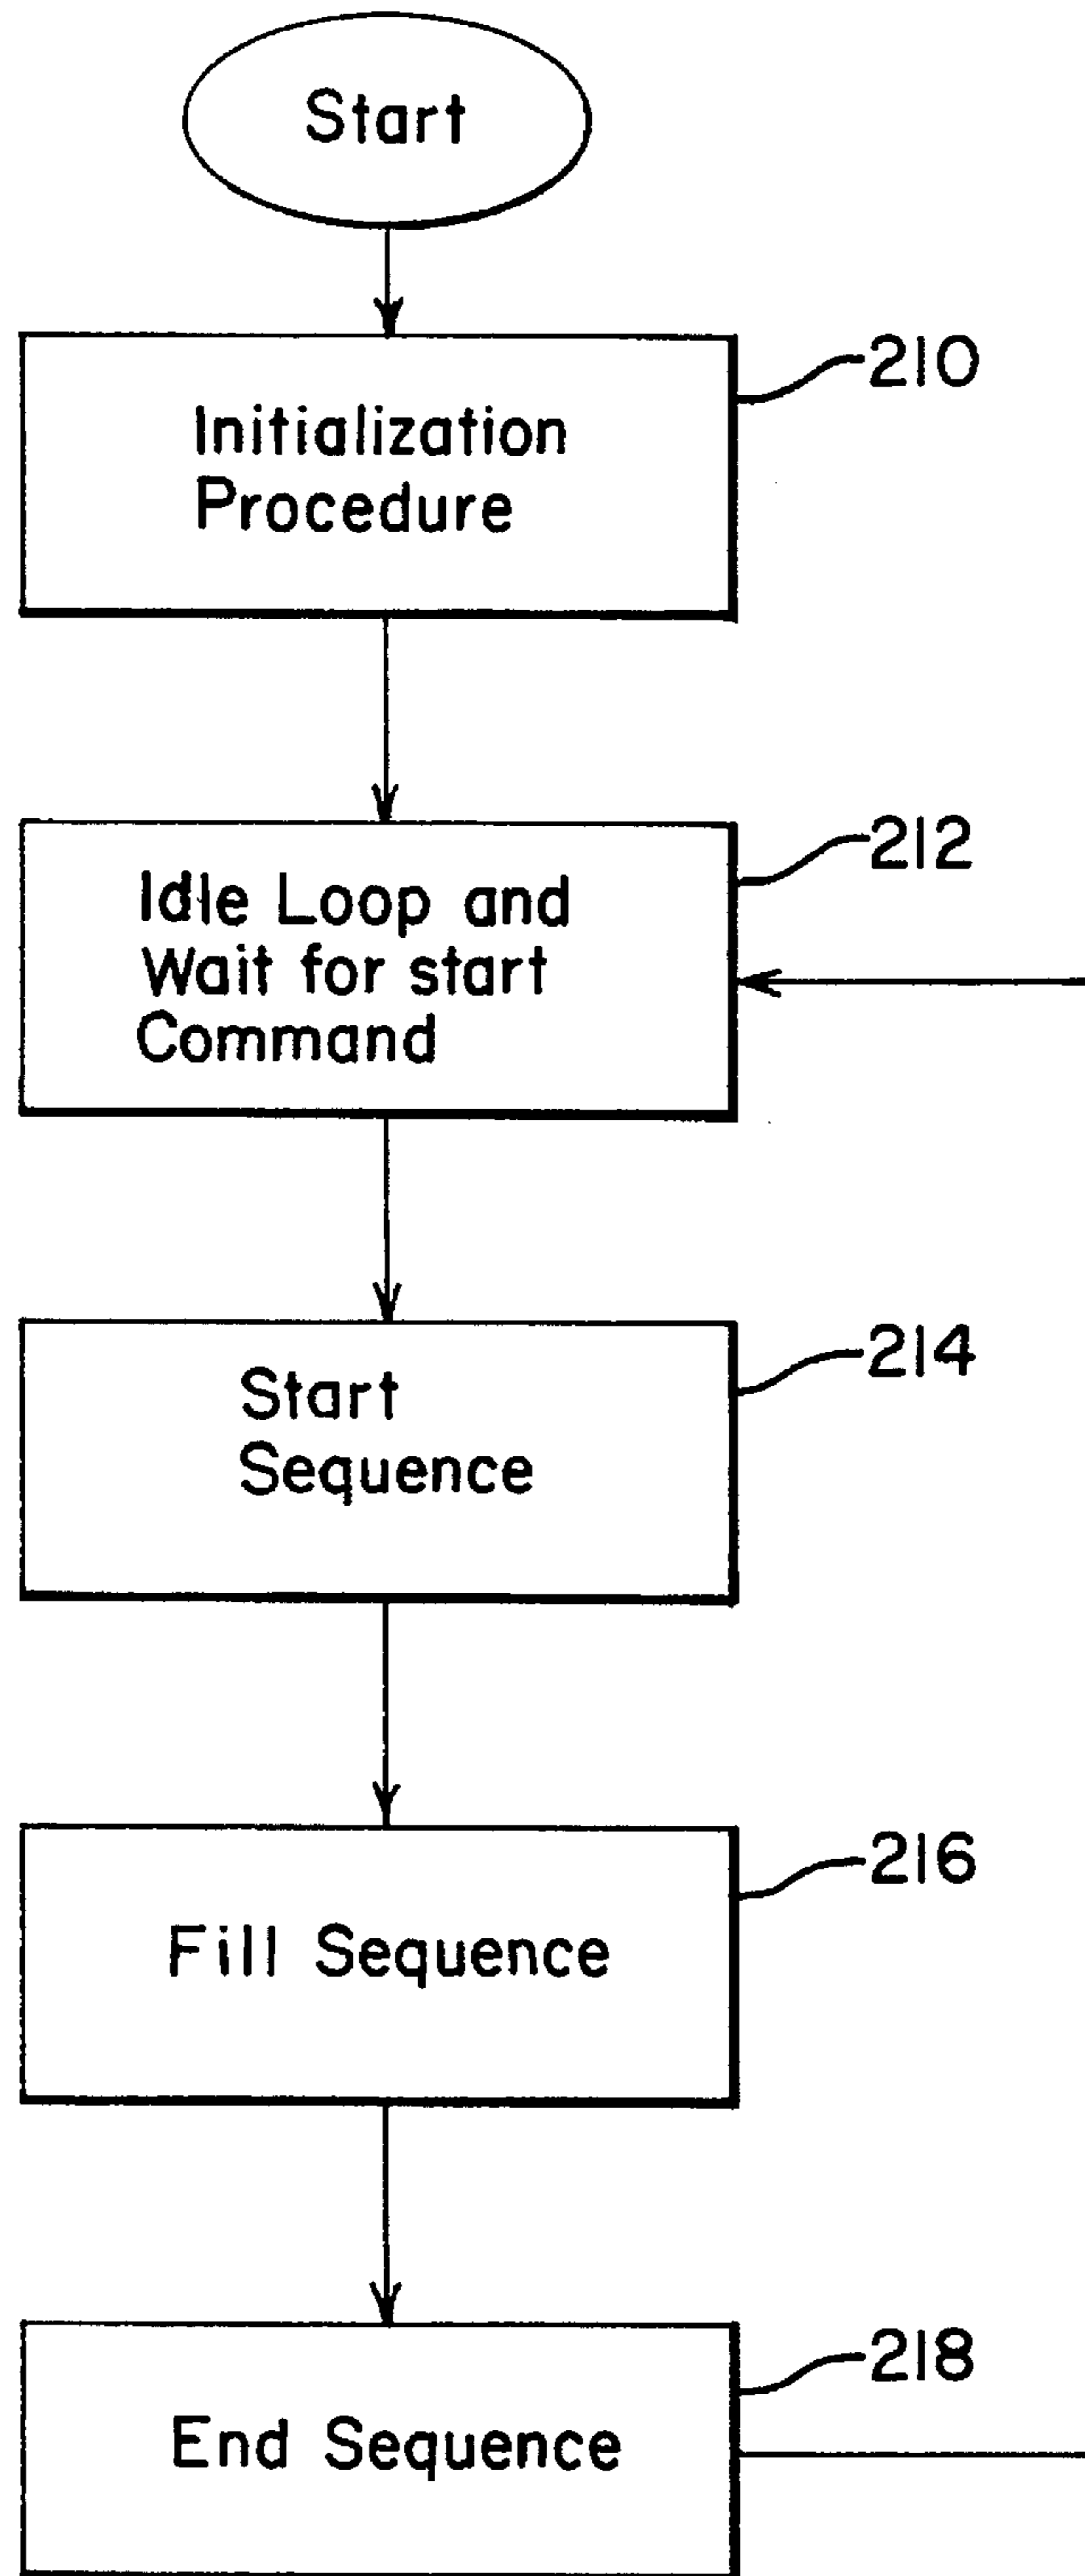 Start
210
Initialization
Procedure
212
Idle Loop and
Wait for start
Command
214
Start
Sequence
216
Fill Sequence
218
End Sequence